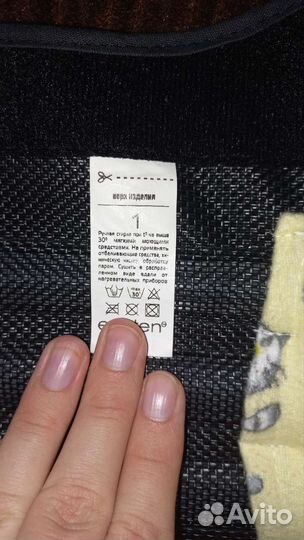 верх изделия
1
Ручная стирка при t° не выше
30° мягкими моющими
средствами. Не применять
отбеливающие средства, хи-
мическую чистку, обработку
паром. Сушить в расправ-
ленном виде вдали от
нагревательных приборов
max
30°
Avito